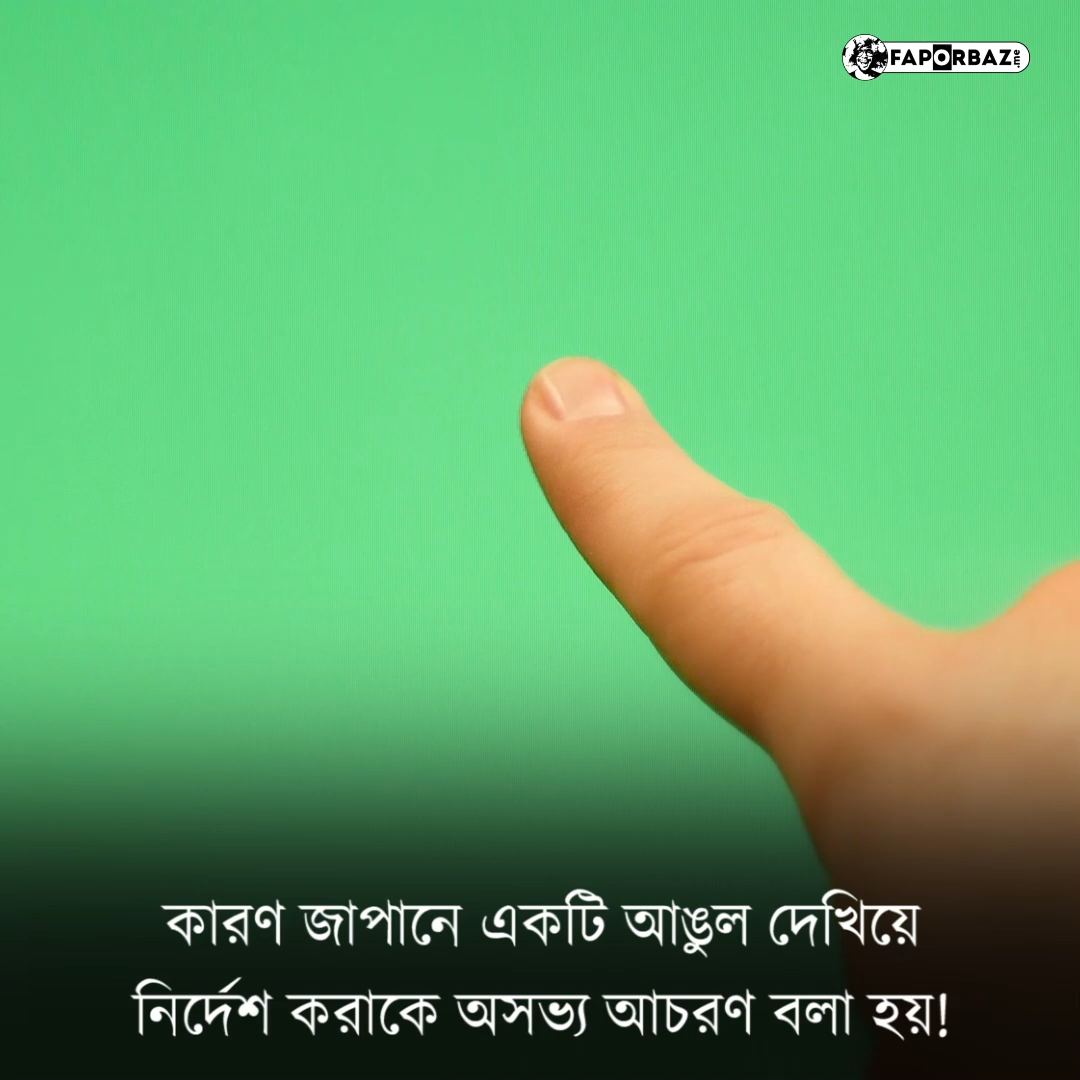 FAPORBAZ.me
কারণ জাপানে একটি আঙুল দেখিয়ে
নির্দেশ করাকে অসভ্য আচরণ বলা হয়!